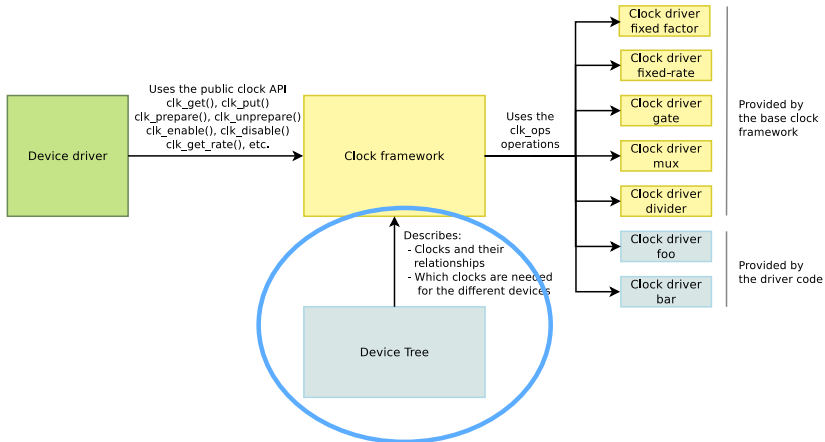 Device driver
Uses the public clock API
clk_get(), clk_put()
clk_prepare(), clk_unprepare()
clk_enable(), clk_disable()
clk_get_rate(), etc.
Clock framework
Uses the
clk_ops
operations
Clock driver
fixed factor
Clock driver
fixed-rate
Clock driver
gate
Clock driver
mux
Clock driver
divider
Clock driver
foo
Clock driver
bar
Provided by
the base clock
framework
Provided by
the driver code
Describes:
- Clocks and their
relationships
- Which clocks are needed
for the different devices
Device Tree